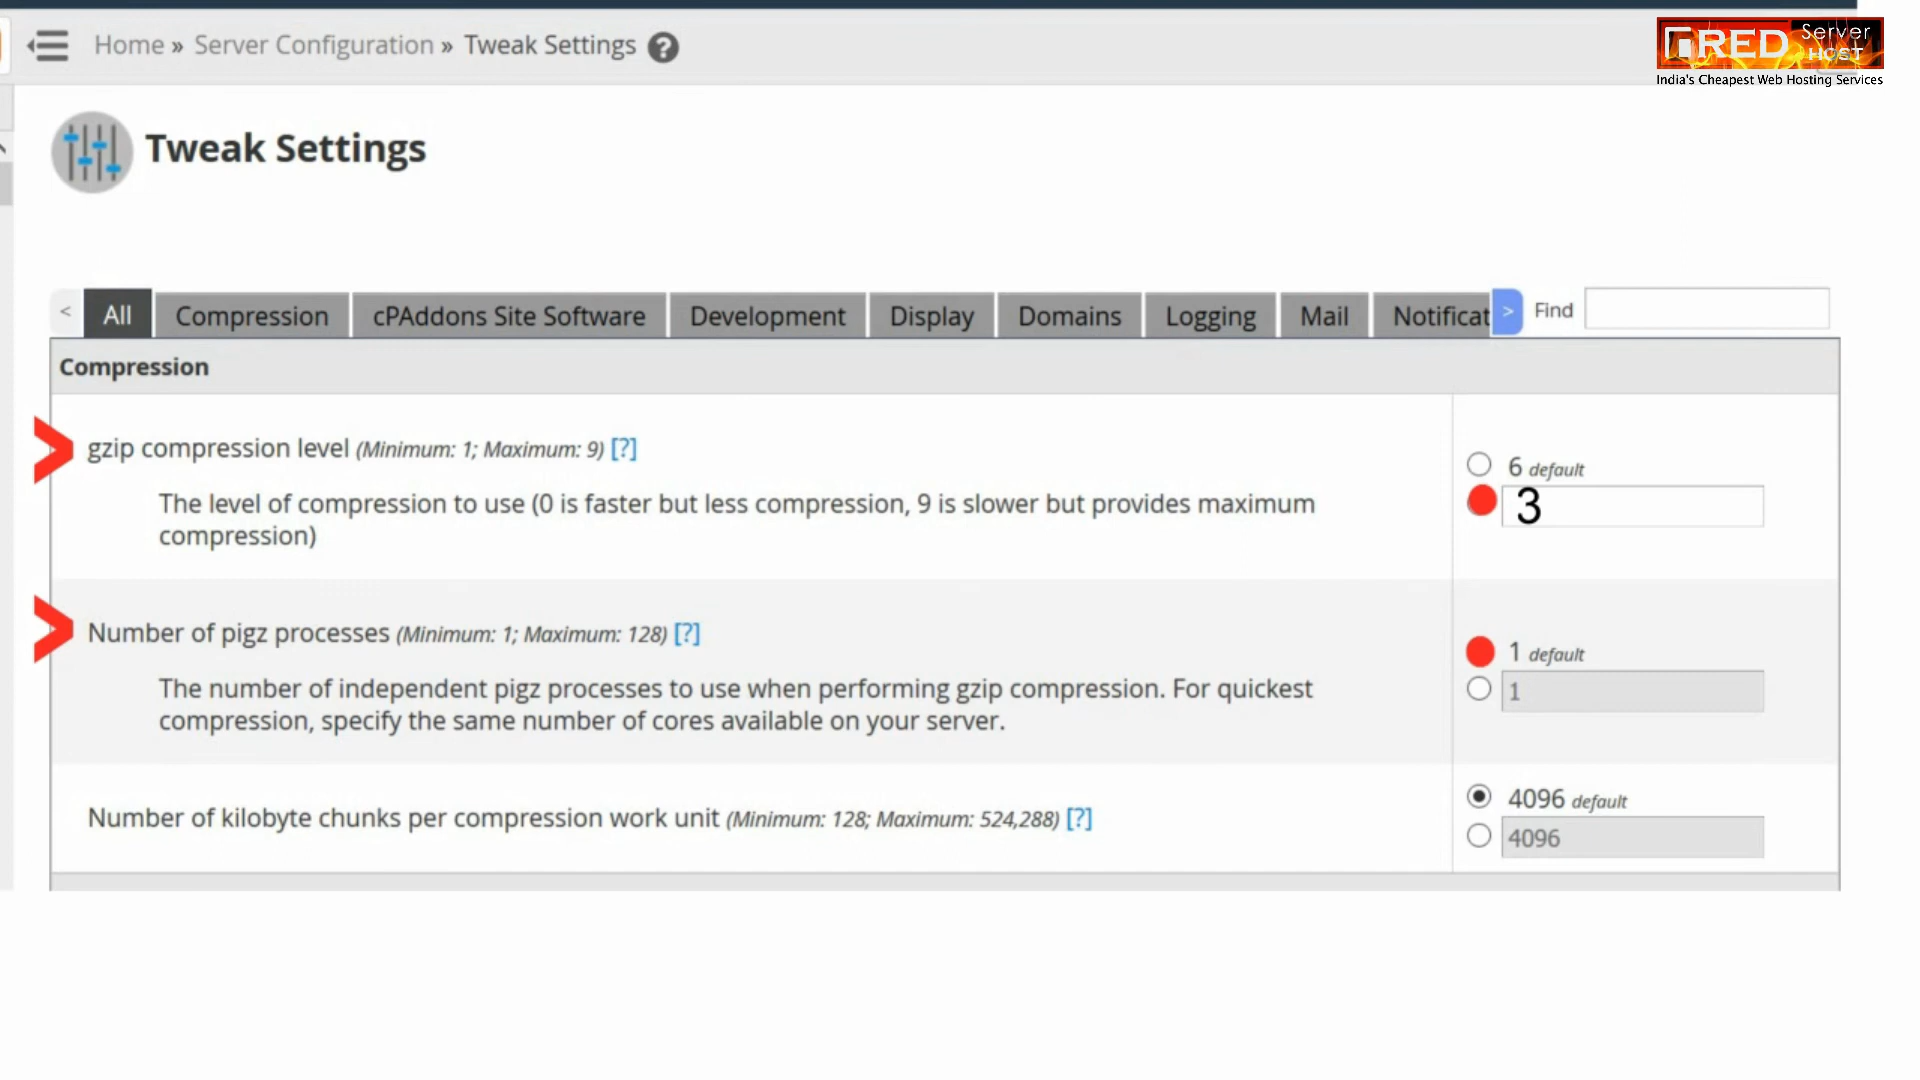 Home » Server Configuration » Tweak Settings ?
RED Server HOST
India's Cheapest Web Hosting Services
Tweak Settings
< All Compression cPAddons Site Software Development Display Domains Logging Mail Notificat > Find
Compression
gzip compression level (Minimum: 1; Maximum: 9) [?]
The level of compression to use (0 is faster but less compression, 9 is slower but provides maximum
compression)
6 default
3
Number of pigz processes (Minimum: 1; Maximum: 128) [?]
The number of independent pigz processes to use when performing gzip compression. For quickest
compression, specify the same number of cores available on your server.
1 default
1
Number of kilobyte chunks per compression work unit (Minimum: 128; Maximum: 524,288) [?]
4096 default
4096